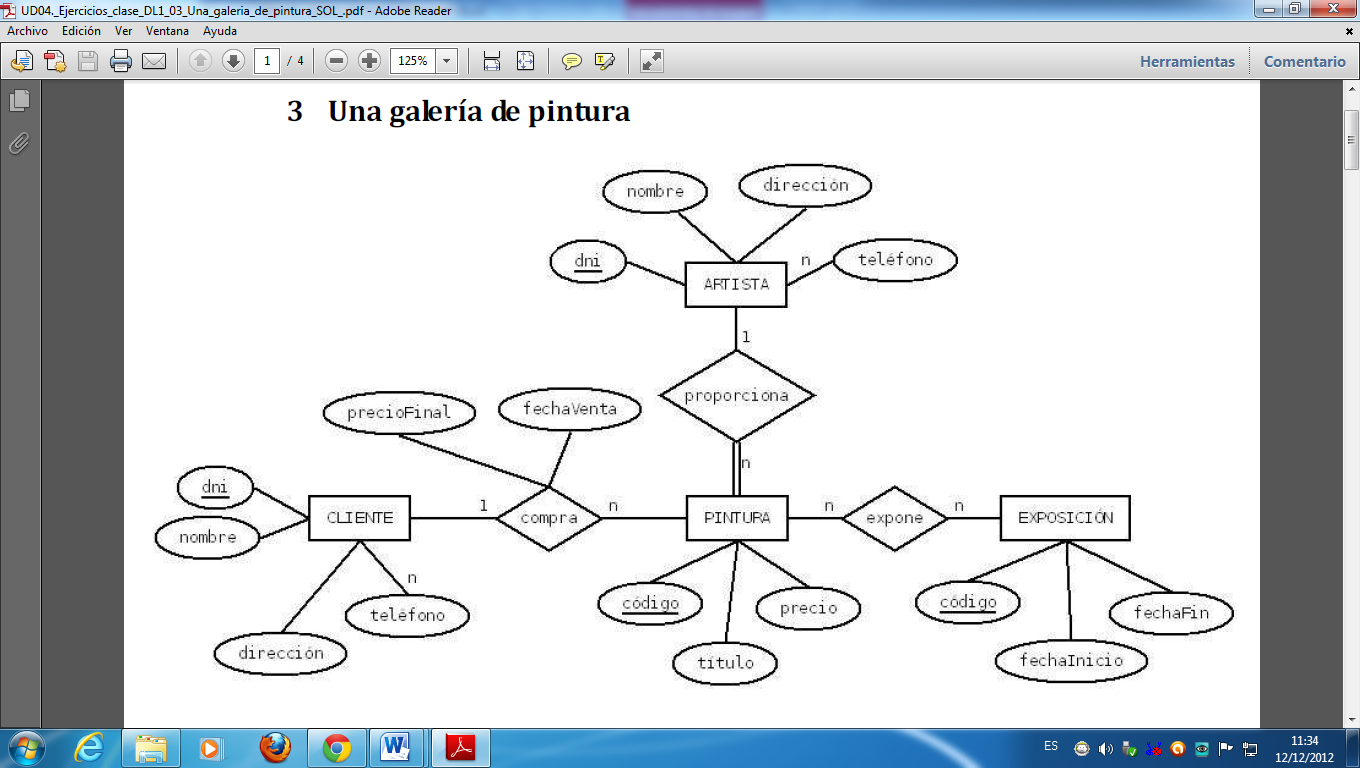 UD04._Ejercicios_clase_DL1_03_Una_galeria_de_pintura_SOL_.pdf - Adobe Reader
Archivo Edición Ver Ventana Ayuda
1 / 4 125% Herramientas Comentario
3 Una galería de pintura
nombre
dirección
dni
n
teléfono
ARTISTA
1
proporciona
n
precioFinal
fechaVenta
dni
nombre
CLIENTE
1
compra
n
PINTURA
n
expone
n
EXPOSICIÓN
n
teléfono
dirección
código
precio
título
código
fechaFin
fechaInicio
ES
11:34
12/12/2012